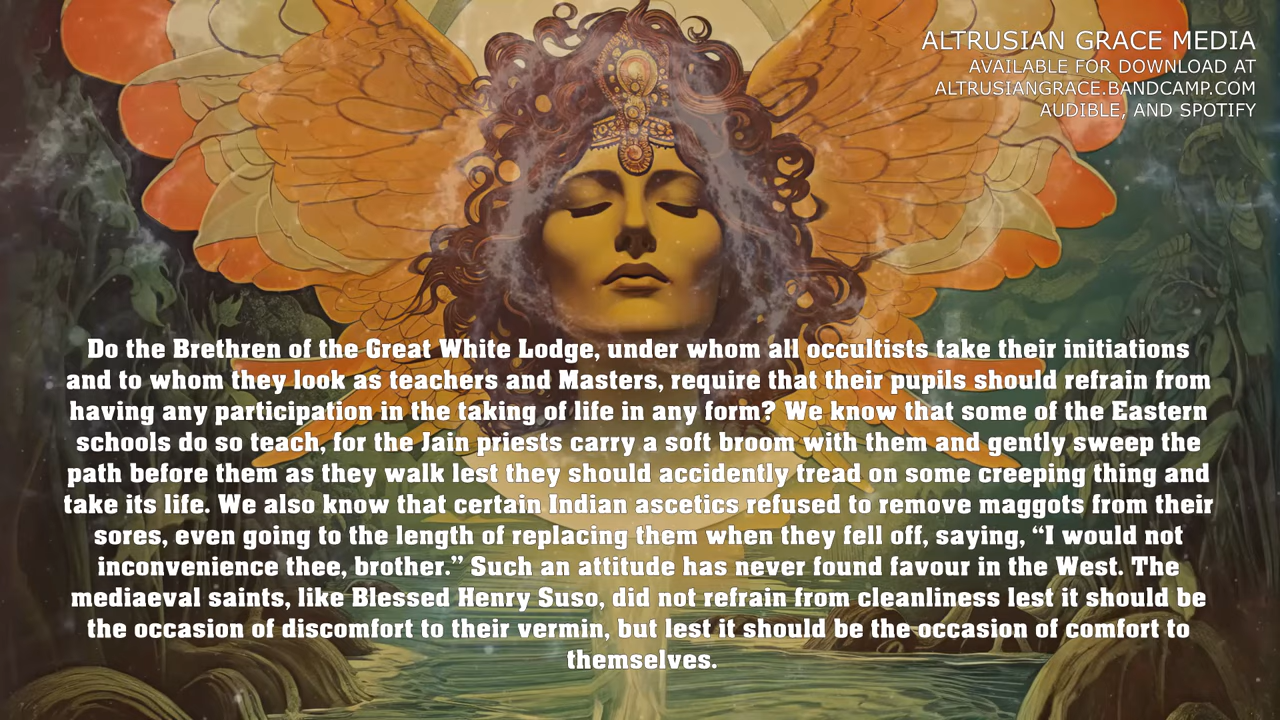 ALTRUSIAN GRACE MEDIA
AVAILABLE FOR DOWNLOAD AT
ALTRUSIANGRACE.BANDCAMP.COM
AUDIBLE, AND SPOTIFY
Do the Brethren of the Great White Lodge, under whom all occultists take their initiations
and to whom they look as teachers and Masters, require that their pupils should refrain from
having any participation in the taking of life in any form? We know that some of the Eastern
schools do so teach, for the Jain priests carry a soft broom with them and gently sweep the
path before them as they walk lest they should accidently tread on some creeping thing and
take its life. We also know that certain Indian ascetics refused to remove maggots from their
sores, even going to the length of replacing them when they fell off, saying, “I would not
inconvenience thee, brother.” Such an attitude has never found favour in the West. The
mediaeval saints, like Blessed Henry Suso, did not refrain from cleanliness lest it should be
the occasion of discomfort to their vermin, but lest it should be the occasion of comfort to
themselves.